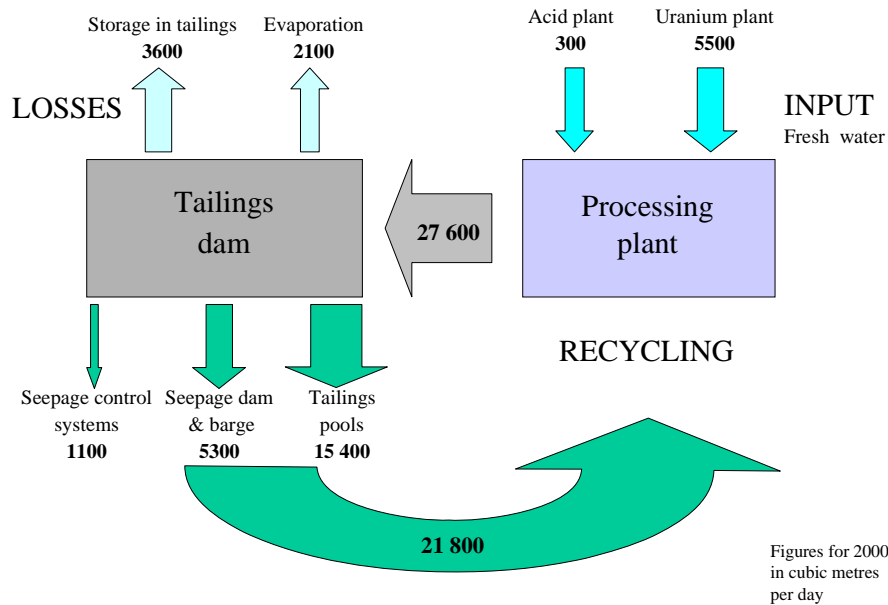 Storage in tailings
3600
Evaporation
2100
Acid plant
300
Uranium plant
5500
LOSSES
INPUT
Fresh water
Tailings
dam
27 600
Processing
plant
RECYCLING
Seepage control
systems
1100
Seepage dam
& barge
5300
Tailings
pools
15 400
21 800
Figures for 2000
in cubic metres
per day